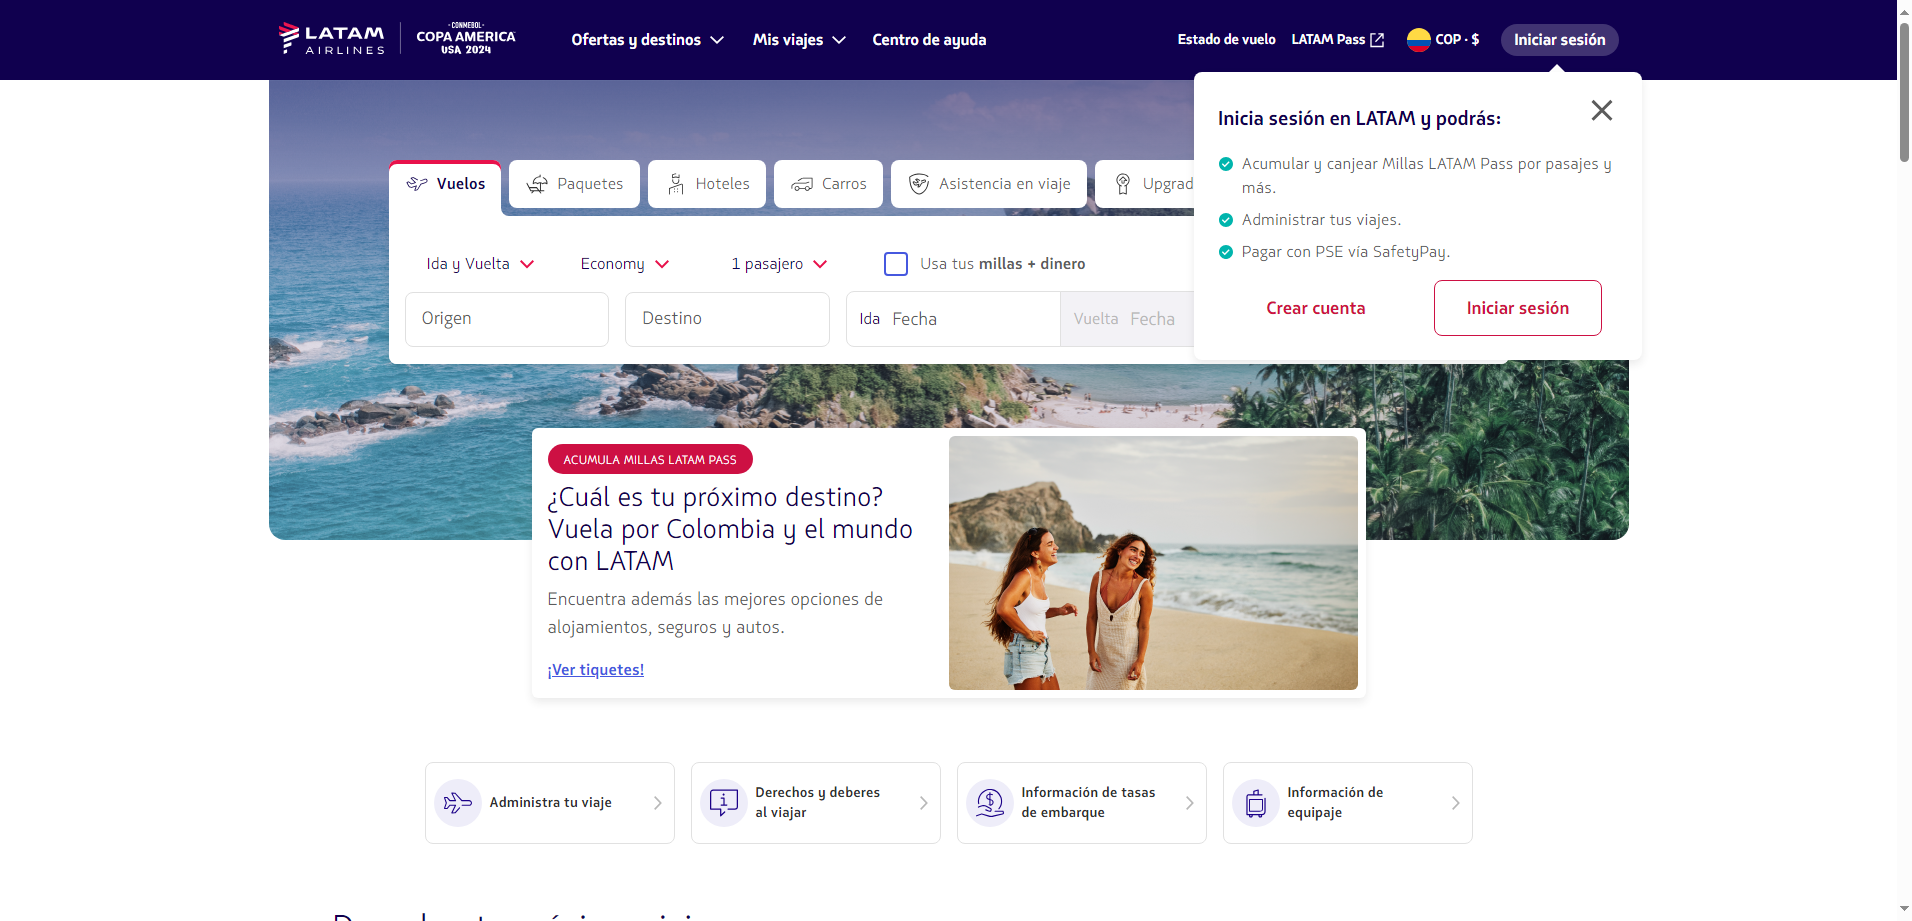 LATAM
AIRLINES
·CONMEBOL·
COPA AMERICA
USA 2024
Ofertas y destinos
Mis viajes
Centro de ayuda
Estado de vuelo
LATAM Pass
COP · $
Iniciar sesión
Inicia sesión en LATAM y podrás:
Acumular y canjear Millas LATAM Pass por pasajes y
más.
Administrar tus viajes.
Pagar con PSE vía SafetyPay.
Crear cuenta
Iniciar sesión
Vuelos
Paquetes
Hoteles
Carros
Asistencia en viaje
Upgrad
Ida y Vuelta
Economy
1 pasajero
Usa tus millas + dinero
Origen
Destino
Ida Fecha
Vuelta Fecha
ACUMULA MILLAS LATAM PASS
¿Cuál es tu próximo destino?
Vuela por Colombia y el mundo
con LATAM
Encuentra además las mejores opciones de
alojamientos, seguros y autos.
¡Ver tiquetes!
Administra tu viaje
Derechos y deberes
al viajar
Información de tasas
de embarque
Información de
equipaje